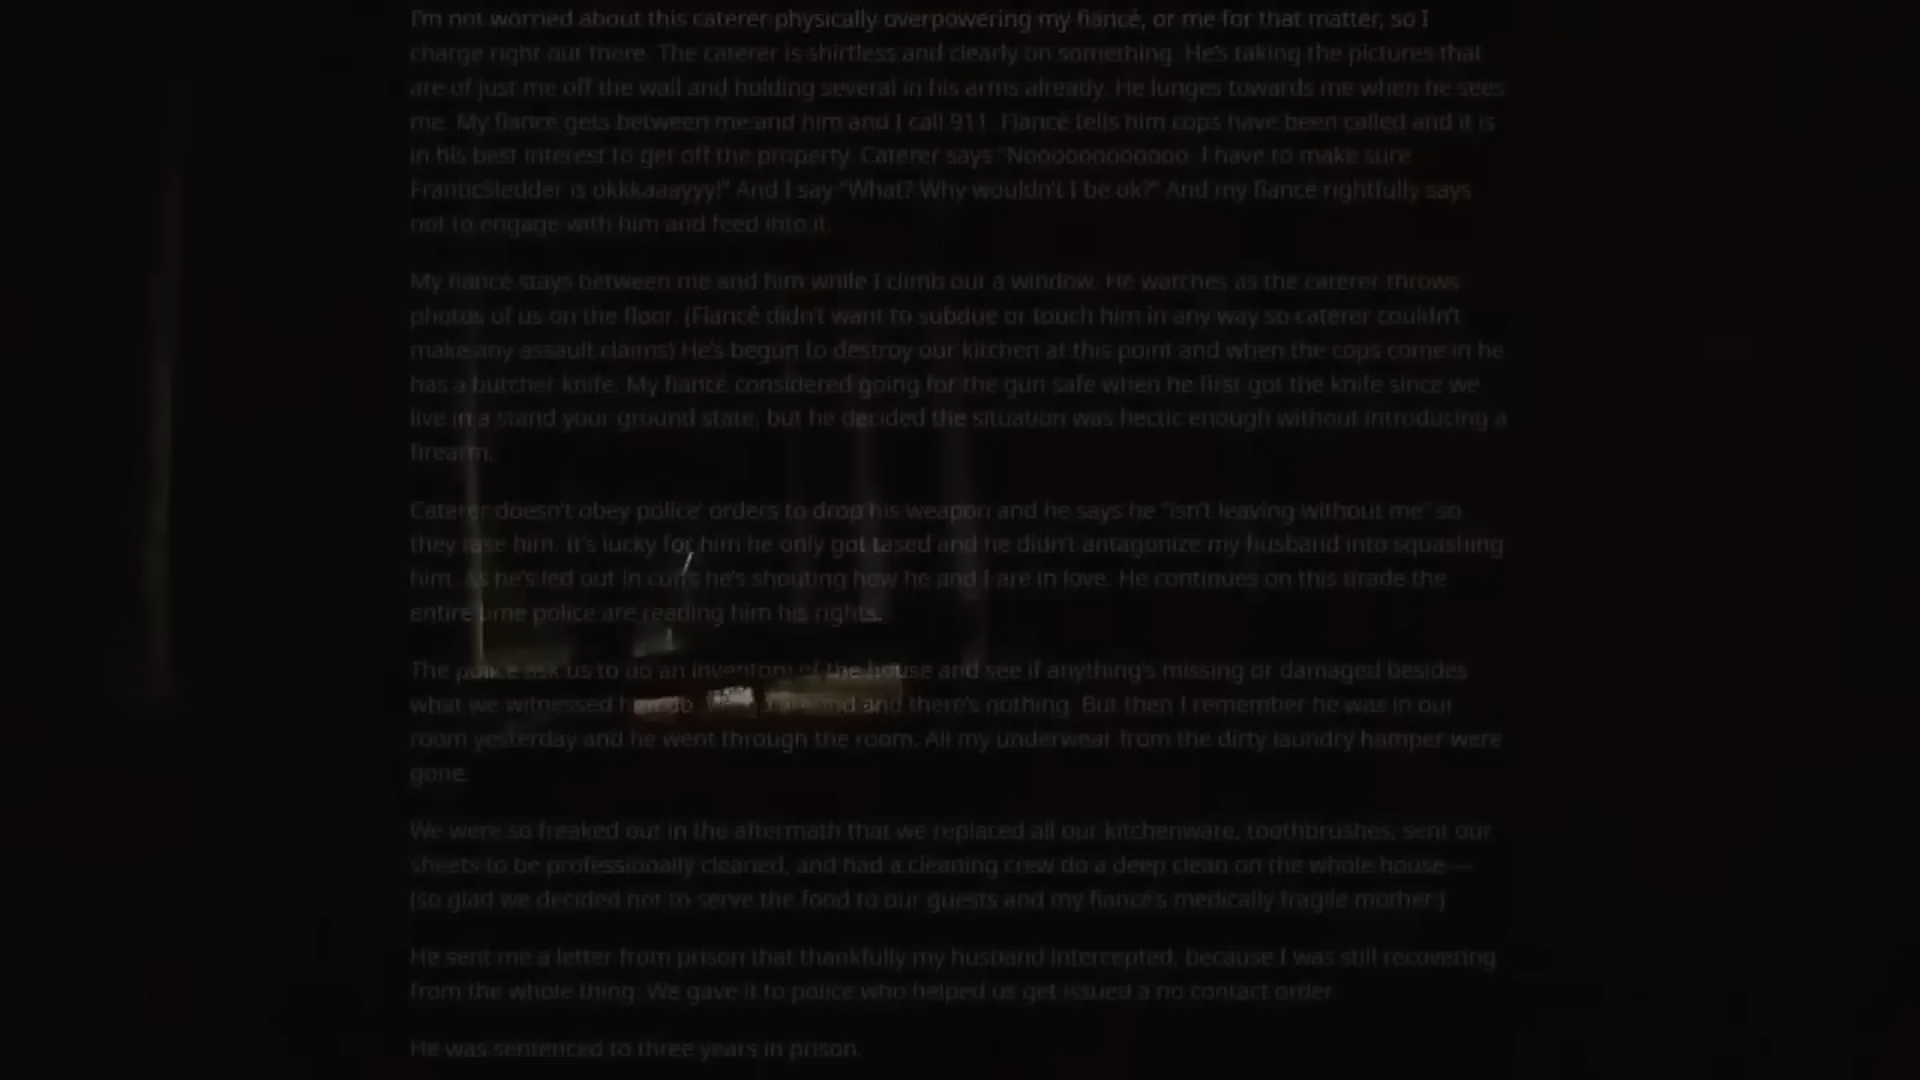 I'm not worried about this caterer physically overpowering my fiancé, or me for that matter, so I
charge right out there. The caterer is shirtless and clearly on something. He's taking the pictures that
are of just me off the wall and holding several in his arms already. He lunges towards me when he sees
me. My fiancé gets between me and him and I call 911. Fiancé tells him cops have been called and it is
in his best interest to get off the property. Caterer says "Nooooooooooo. I have to make sure
FranticSledder is okkkaaayyy!" And I say "What? Why wouldn't I be ok?" And my fiancé rightfully says
not to engage with him and feed into it.
My fiancé stays between me and him while I climb out a window. He watches as the caterer throws
photos of us on the floor. (Fiancé didn't want to subdue or touch him in any way so caterer couldn't
make any assault claims) He's begun to destroy our kitchen at this point and when the cops come in he
has a butcher knife. My fiancé considered going for the gun safe when he first got the knife since we
live in a stand your ground state, but he decided the situation was hectic enough without introducing a
firearm.
Caterer doesn't obey police' orders to drop his weapon and he says he "isn't leaving without me" so
they tase him. It's lucky for him he only got tased and he didn't antagonize my husband into squashing
him. As he's led out in cuffs he's shouting how he and I are in love. He continues on this tirade the
entire time police are reading him his rights.
The police ask us to do an inventory of the house and see if anything's missing or damaged besides
what we witnessed him do. and there's nothing. But then I remember he was in our
room yesterday and he went through the room. All my underwear from the dirty laundry hamper were
gone.
We were so freaked out in the aftermath that we replaced all our kitchenware, toothbrushes, sent our
sheets to be professionally cleaned, and had a cleaning crew do a deep clean on the whole house —
(so glad we decided not to serve the food to our guests and my fiancé's medically fragile mother!)
He sent me a letter from prison that thankfully my husband intercepted, because I was still recovering
from the whole thing. We gave it to police who helped us get issued a no contact order.
He was sentenced to three years in prison.